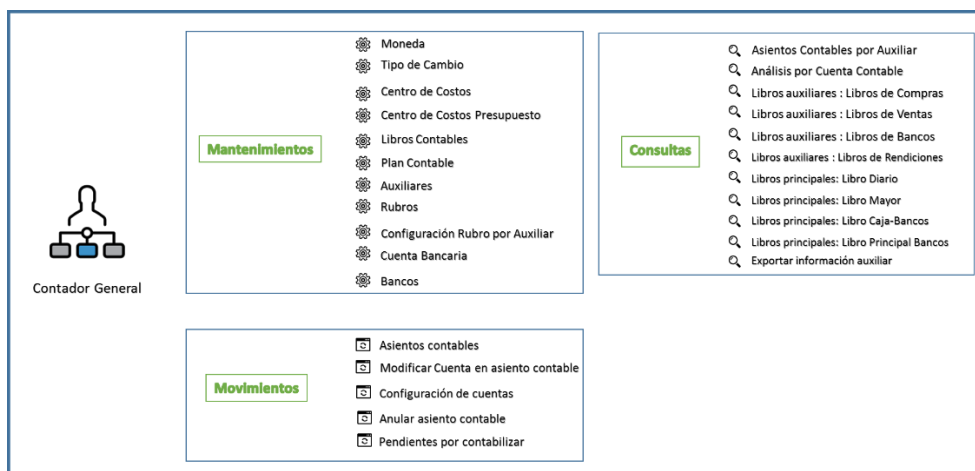 Contador General
Mantenimientos
Moneda
Tipo de Cambio
Centro de Costos
Centro de Costos Presupuesto
Libros Contables
Plan Contable
Auxiliares
Rubros
Configuración Rubro por Auxiliar
Cuenta Bancaria
Bancos
Movimientos
Asientos contables
Modificar Cuenta en asiento contable
Configuración de cuentas
Anular asiento contable
Pendientes por contabilizar
Consultas
Asientos Contables por Auxiliar
Análisis por Cuenta Contable
Libros auxiliares : Libros de Compras
Libros auxiliares : Libros de Ventas
Libros auxiliares : Libros de Bancos
Libros auxiliares : Libros de Rendiciones
Libros principales: Libro Diario
Libros principales: Libro Mayor
Libros principales: Libro Caja-Bancos
Libros principales: Libro Principal Bancos
Exportar información auxiliar